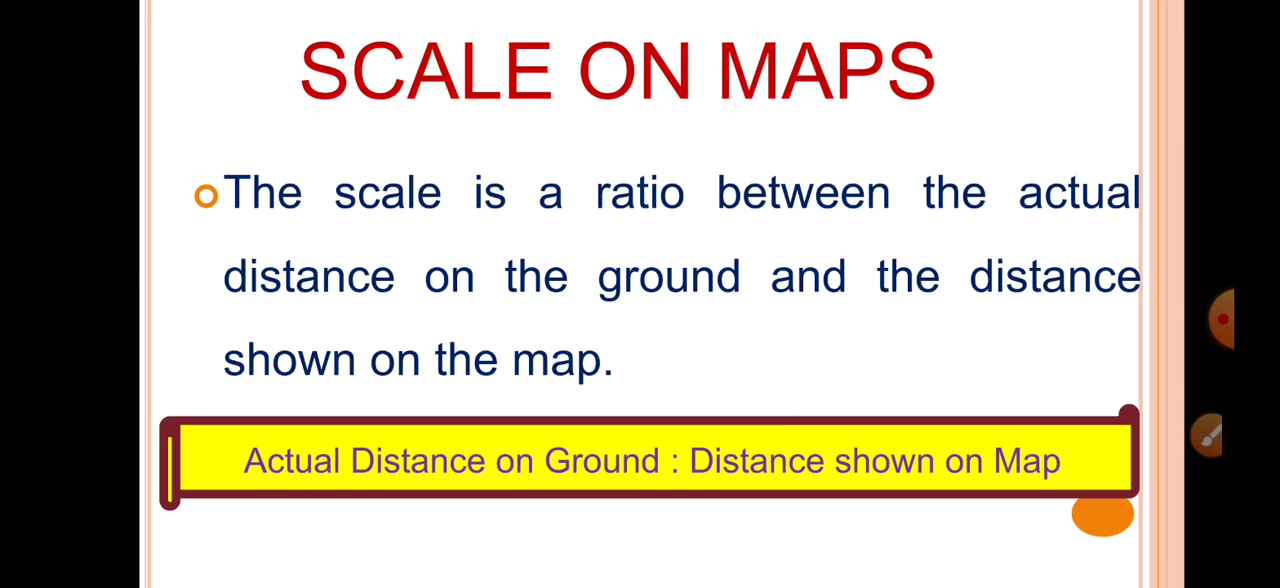 SCALE ON MAPS
The scale is a ratio between the actual
distance on the ground and the distance
shown on the map.
Actual Distance on Ground : Distance shown on Map